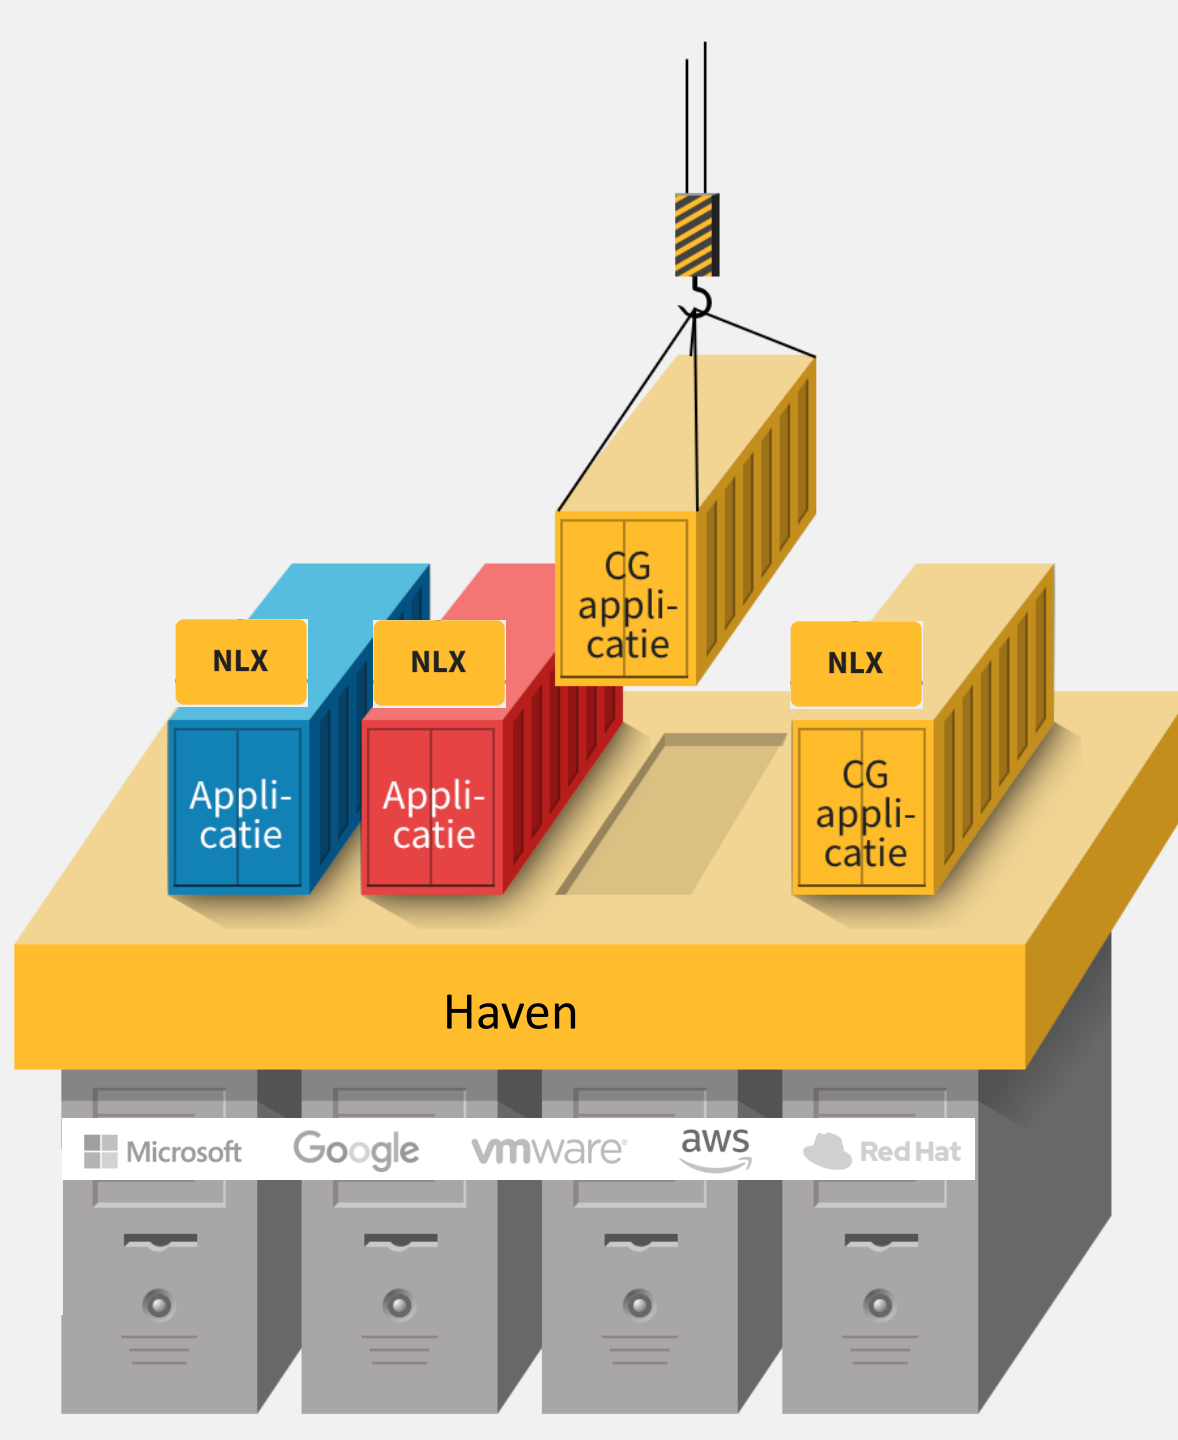 CG
appli-
catie
NLX
NLX
NLX
Appli-
catie
Appli-
catie
CG
appli-
catie
Haven
Microsoft
Google
vmware®
aws
Red Hat